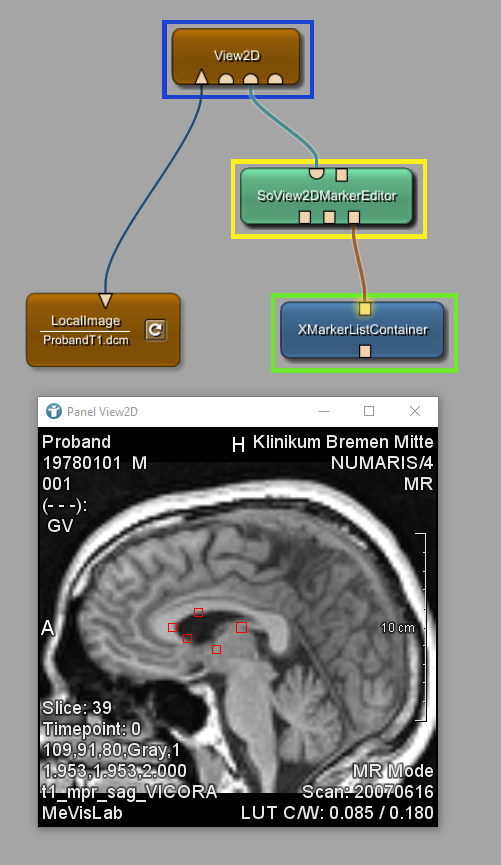 View2D
SoView2DMarkerEditor
LocalImage
ProbandT1.dcm
XMarkerListContainer
Panel View2D
Proband
H
Klinikum Bremen Mitte
19780101 M
NUMARIS/4
001
MR
(- - -):
GV
A
10 cm
Slice: 39
Timepoint: 0
109,91,80,Gray,1
1.953,1.953,2.000
MR Mode
t1_mpr_sag_VICORA
Scan: 20070616
MeVisLab
LUT C/W: 0.085 / 0.180